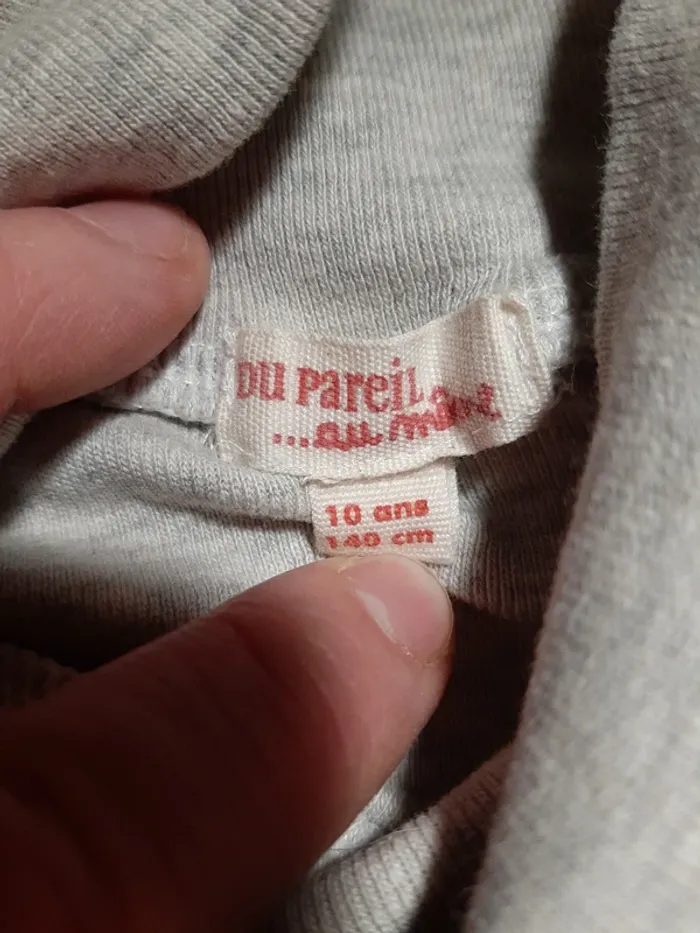 DU PAREIL
...au même
10 ans
140 cm